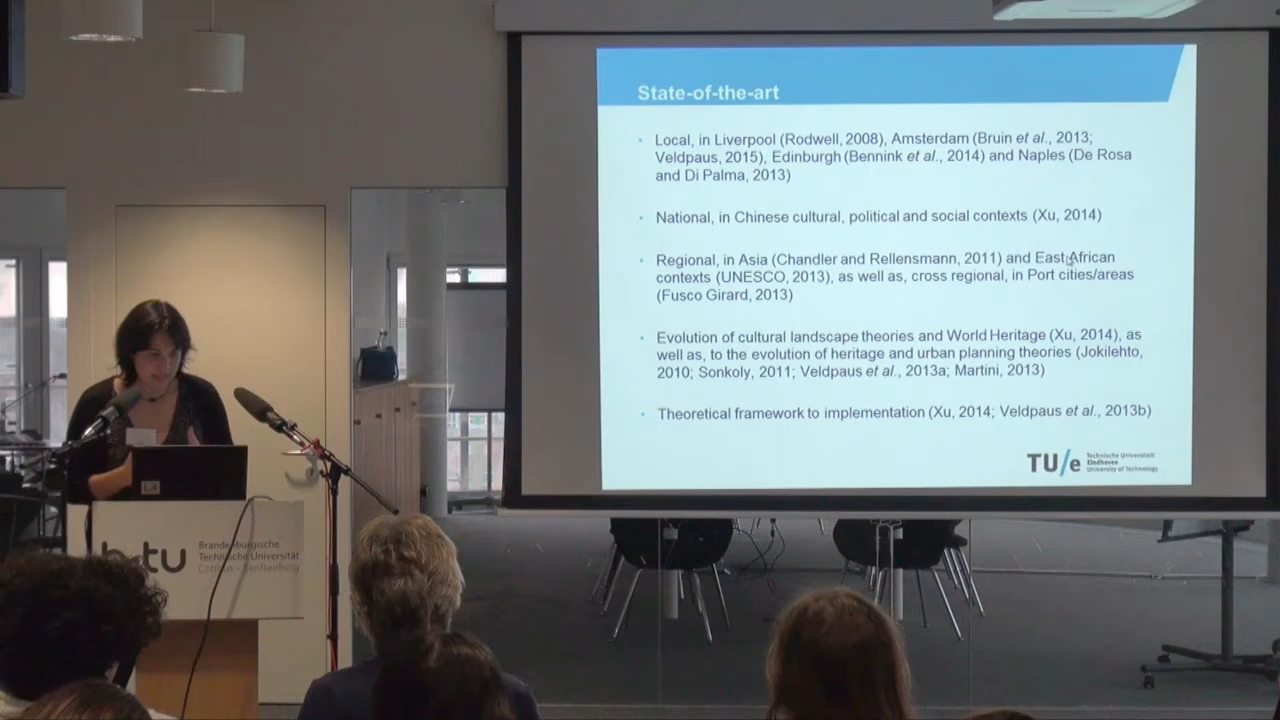 State-of-the-art
• Local, in Liverpool (Rodwell, 2008), Amsterdam (Bruin et al., 2013;
Veldpaus, 2015), Edinburgh (Bennink et al., 2014) and Naples (De Rosa
and Di Palma, 2013)
• National, in Chinese cultural, political and social contexts (Xu, 2014)
• Regional, in Asia (Chandler and Rellensmann, 2011) and East African
contexts (UNESCO, 2013), as well as, cross regional, in Port cities/areas
(Fusco Girard, 2013)
• Evolution of cultural landscape theories and World Heritage (Xu, 2014), as
well as, to the evolution of heritage and urban planning theories (Jokilehto,
2010; Sonkoly, 2011; Veldpaus et al., 2013a; Martini, 2013)
• Theoretical framework to implementation (Xu, 2014; Veldpaus et al., 2013b)
TU/e
Technische Universiteit
Eindhoven
University of Technology
b-tu
Brandenburgische
Technische Universität
Cottbus - Senftenberg